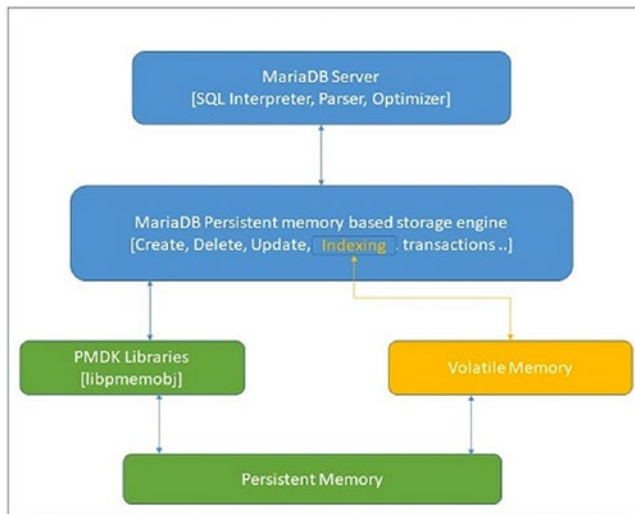 MariaDB Server
[SQL Interpreter, Parser, Optimizer]
MariaDB Persistent memory based storage engine
[Create, Delete, Update, Indexing, transactions ..]
PMDK Libraries
[libpmemobj]
Volatile Memory
Persistent Memory